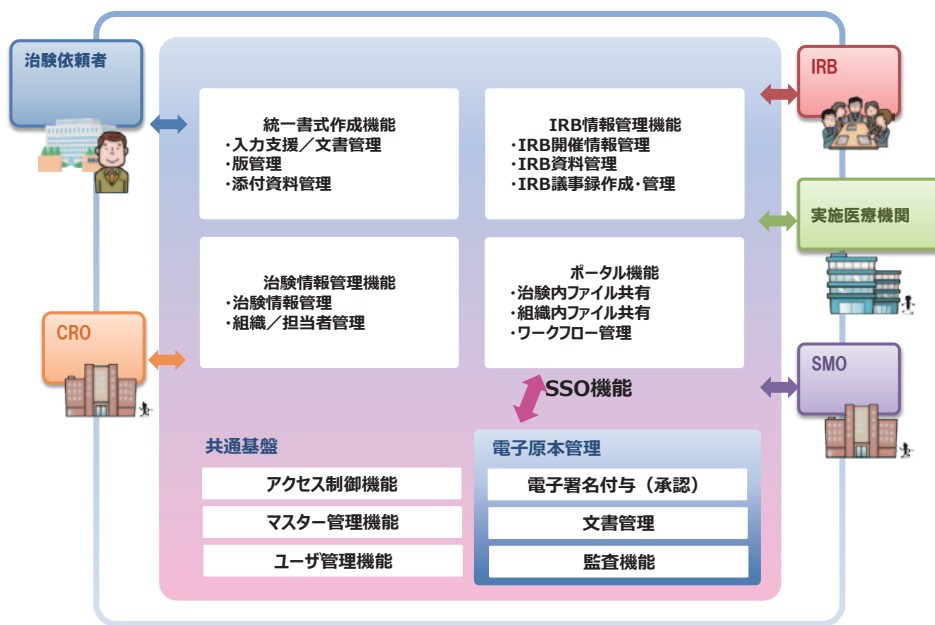 治験依頼者
IRB
統一書式作成機能
・入力支援／文書管理
・版管理
・添付資料管理
IRB情報管理機能
・IRB開催情報管理
・IRB資料管理
・IRB議事録作成・管理
実施医療機関
治験情報管理機能
・治験情報管理
・組織／担当者管理
ポータル機能
・治験内ファイル共有
・組織内ファイル共有
・ワークフロー管理
CRO
SMO
SSO機能
共通基盤
アクセス制御機能
マスター管理機能
ユーザ管理機能
電子原本管理
電子署名付与（承認）
文書管理
監査機能